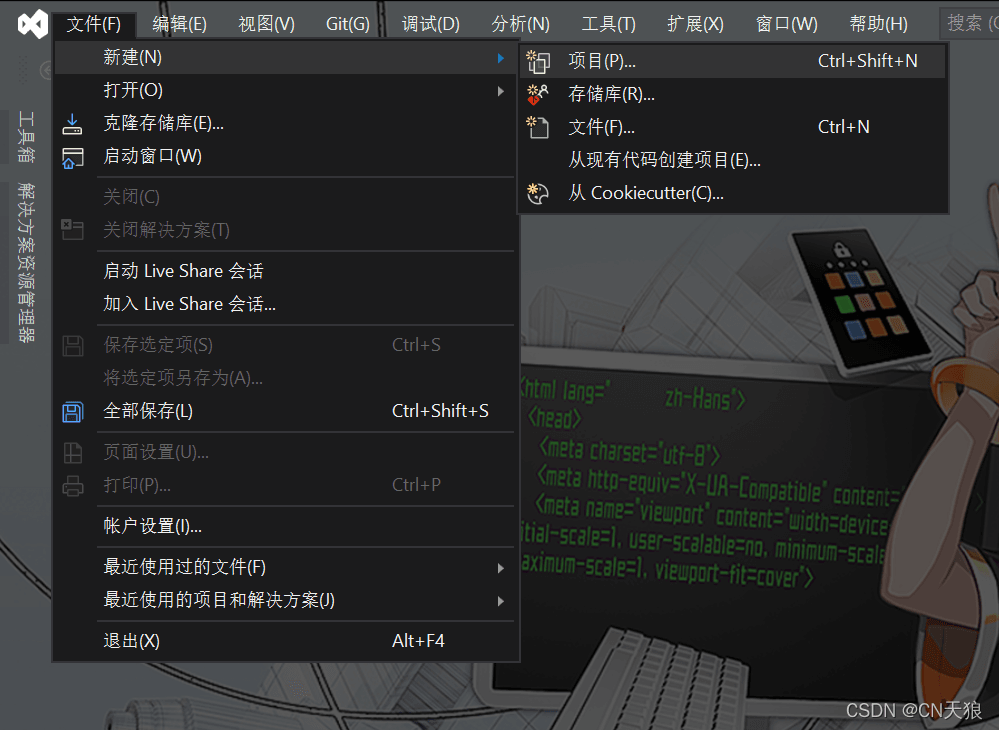 文件(F) 编辑(E) 视图(V) Git(G) 调试(D) 分析(N) 工具(T) 扩展(X) 窗口(W) 帮助(H) 搜索 (C
工具箱
解决方案资源管理器
新建(N)
打开(O)
克隆存储库(E)...
启动窗口(W)
关闭(C)
关闭解决方案(T)
启动 Live Share 会话
加入 Live Share 会话...
保存选定项(S) Ctrl+S
将选定项另存为(A)...
全部保存(L) Ctrl+Shift+S
页面设置(U)...
打印(P)... Ctrl+P
帐户设置(I)...
最近使用过的文件(F)
最近使用的项目和解决方案(J)
退出(X) Alt+F4
项目(P)... Ctrl+Shift+N
存储库(R)...
文件(F)... Ctrl+N
从现有代码创建项目(E)...
从 Cookiecutter(C)...
<html lang=" zh-Hans">
<head>
<meta charset="utf-8">
<meta http-equiv="X-UA-Compatible" content="
<meta name="viewport" content="width=device
itial-scale=1, user-scalable=no, minimum-scale
aximum-scale=1, viewport-fit=cover">
CSDN @CN天狼